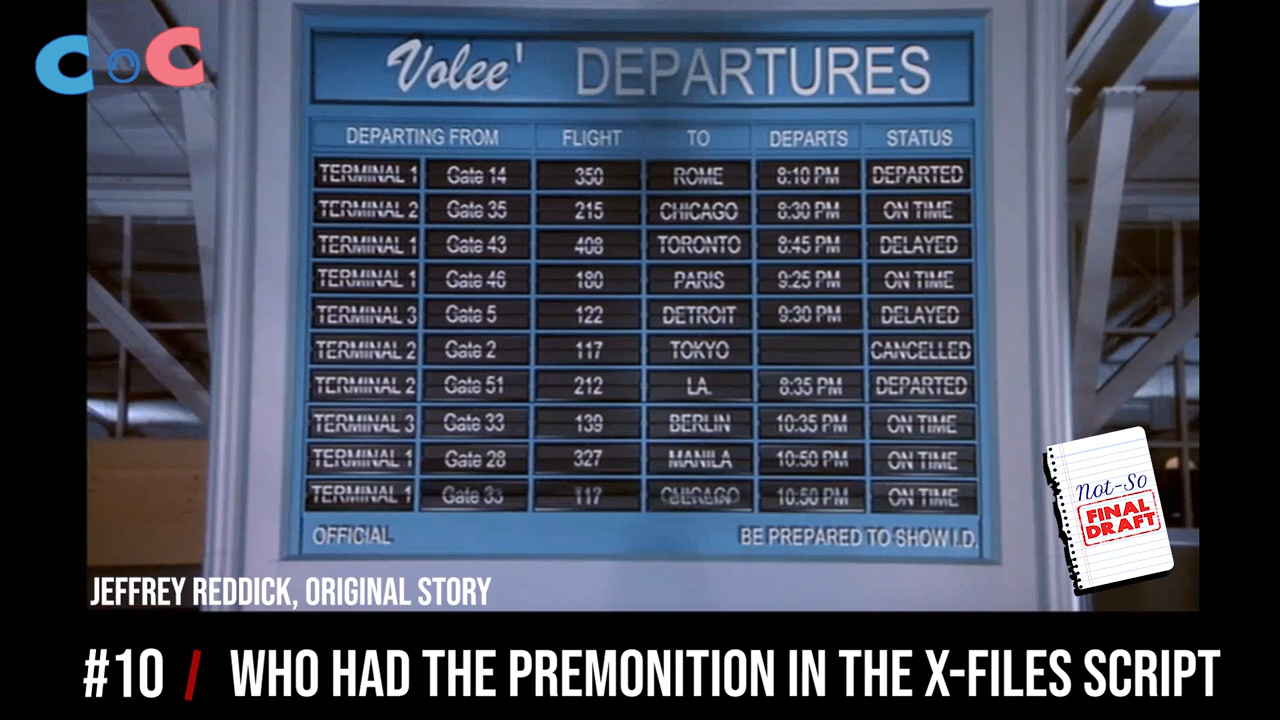 CoC
Volee' DEPARTURES
DEPARTING FROM FLIGHT TO DEPARTS STATUS
TERMINAL 1 Gate 14 350 ROME 8:10 PM DEPARTED
TERMINAL 2 Gate 35 215 CHICAGO 8:30 PM ON TIME
TERMINAL 1 Gate 43 408 TORONTO 8:45 PM DELAYED
TERMINAL 1 Gate 46 180 PARIS 9:25 PM ON TIME
TERMINAL 3 Gate 5 122 DETROIT 9:30 PM DELAYED
TERMINAL 2 Gate 2 117 TOKYO CANCELLED
TERMINAL 2 Gate 51 212 L.A. 8:35 PM DEPARTED
TERMINAL 3 Gate 33 139 BERLIN 10:35 PM ON TIME
TERMINAL 1 Gate 28 327 MANILA 10:50 PM ON TIME
TERMINAL 1 Gate 33 117 CHICAGO 10:50 PM ON TIME
OFFICIAL BE PREPARED TO SHOW I.D.
Not-So
FINAL
DRAFT
JEFFREY REDDICK, ORIGINAL STORY
#10 / WHO HAD THE PREMONITION IN THE X-FILES SCRIPT